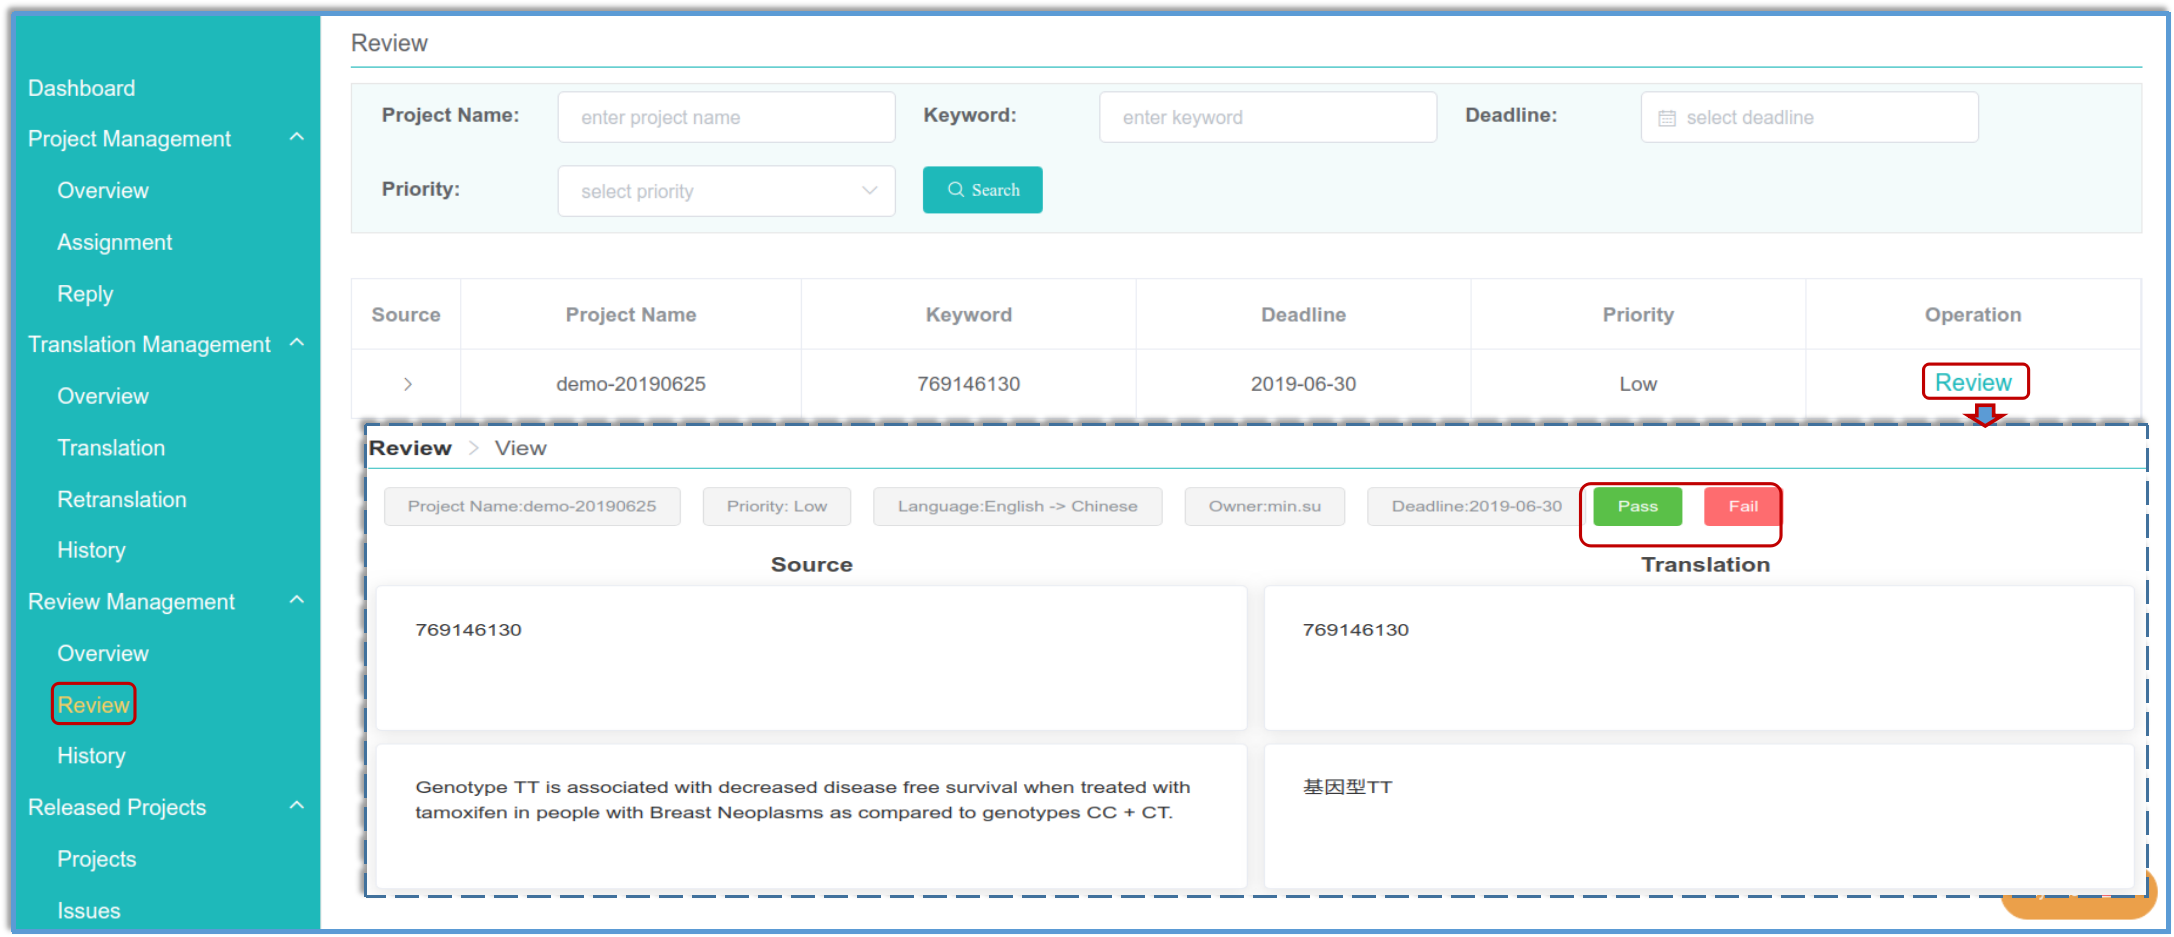 Dashboard
Project Management
Overview
Assignment
Reply
Translation Management
Overview
Translation
Retranslation
History
Review Management
Overview
Review
History
Released Projects
Projects
Issues
Review
Project Name: enter project name Keyword: enter keyword Deadline: select deadline
Priority: select priority Search
Source Project Name Keyword Deadline Priority Operation
demo-20190625 769146130 2019-06-30 Low Review
Review > View
Project Name:demo-20190625 Priority: Low Language:English -> Chinese Owner:min.su Deadline:2019-06-30 Pass Fail
Source Translation
769146130 769146130
Genotype TT is associated with decreased disease free survival when treated with
tamoxifen in people with Breast Neoplasms as compared to genotypes CC + CT.
基因型TT